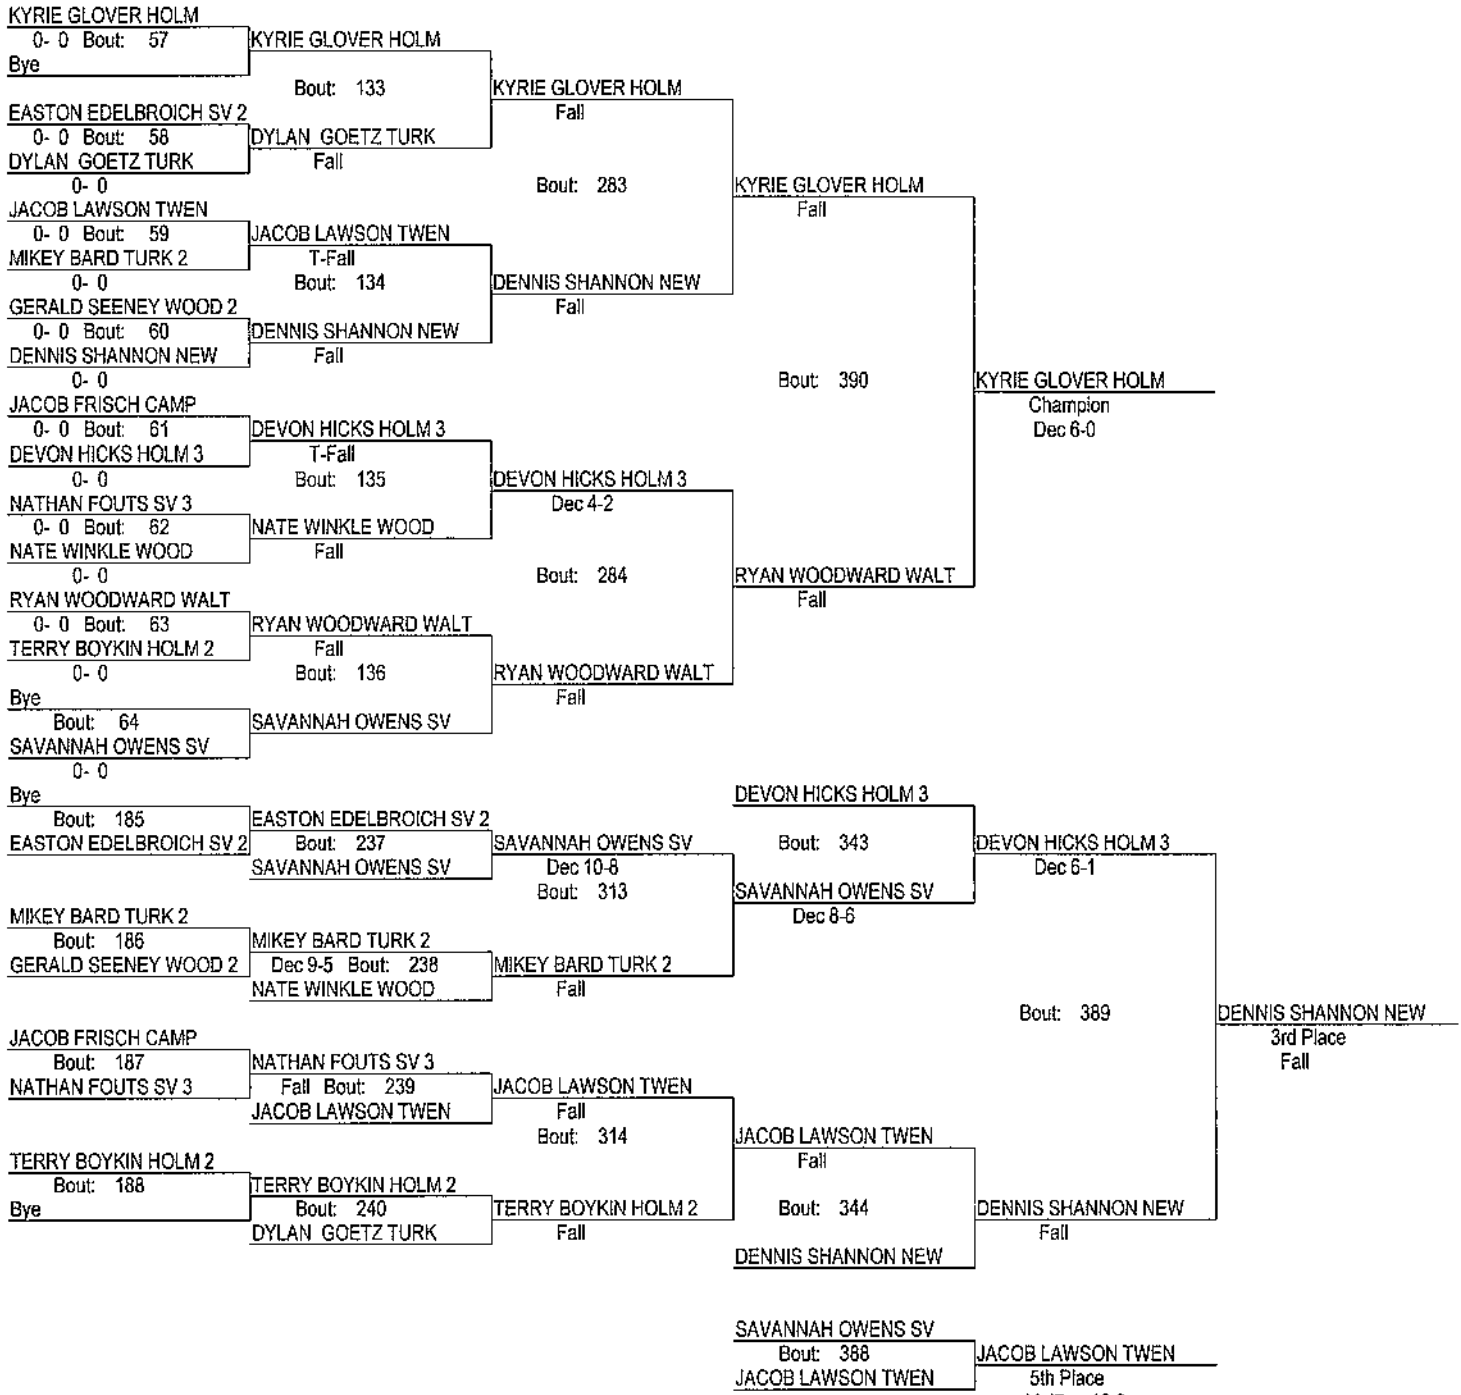 KYRIE GLOVER HOLM
0- 0 Bout: 57
Bye
KYRIE GLOVER HOLM
Bout: 133
EASTON EDELBROICH SV 2
0- 0 Bout: 58
DYLAN GOETZ TURK
0- 0
DYLAN GOETZ TURK
Fall
KYRIE GLOVER HOLM
Fall
Bout: 283
JACOB LAWSON TWEN
0- 0 Bout: 59
MIKEY BARD TURK 2
0- 0
JACOB LAWSON TWEN
T-Fall
Bout: 134
GERALD SEENEY WOOD 2
0- 0 Bout: 60
DENNIS SHANNON NEW
0- 0
DENNIS SHANNON NEW
Fall
DENNIS SHANNON NEW
Fall
KYRIE GLOVER HOLM
Fall
Bout: 390
KYRIE GLOVER HOLM
Champion
Dec 6-0
JACOB FRISCH CAMP
0- 0 Bout: 61
DEVON HICKS HOLM 3
0- 0
DEVON HICKS HOLM 3
T-Fall
Bout: 135
NATHAN FOUTS SV 3
0- 0 Bout: 62
NATE WINKLE WOOD
0- 0
NATE WINKLE WOOD
Fall
DEVON HICKS HOLM 3
Dec 4-2
Bout: 284
RYAN WOODWARD WALT
0- 0 Bout: 63
TERRY BOYKIN HOLM 2
0- 0
RYAN WOODWARD WALT
Fall
Bout: 136
Bye
Bout: 64
SAVANNAH OWENS SV
0- 0
SAVANNAH OWENS SV
RYAN WOODWARD WALT
Fall
RYAN WOODWARD WALT
Fall
Bye
Bout: 185
EASTON EDELBROICH SV 2
EASTON EDELBROICH SV 2
Bout: 237
SAVANNAH OWENS SV
SAVANNAH OWENS SV
Dec 10-8
Bout: 313
MIKEY BARD TURK 2
Bout: 186
GERALD SEENEY WOOD 2
MIKEY BARD TURK 2
Dec 9-5 Bout: 238
NATE WINKLE WOOD
MIKEY BARD TURK 2
Fall
DEVON HICKS HOLM 3
Bout: 343
SAVANNAH OWENS SV
Dec 8-6
DEVON HICKS HOLM 3
Dec 6-1
Bout: 389
DENNIS SHANNON NEW
3rd Place
Fall
JACOB FRISCH CAMP
Bout: 187
NATHAN FOUTS SV 3
NATHAN FOUTS SV 3
Fall Bout: 239
JACOB LAWSON TWEN
JACOB LAWSON TWEN
Fall
Bout: 314
TERRY BOYKIN HOLM 2
Bout: 188
Bye
TERRY BOYKIN HOLM 2
Bout: 240
DYLAN GOETZ TURK
TERRY BOYKIN HOLM 2
Fall
JACOB LAWSON TWEN
Fall
Bout: 344
DENNIS SHANNON NEW
DENNIS SHANNON NEW
Fall
SAVANNAH OWENS SV
Bout: 388
JACOB LAWSON TWEN
JACOB LAWSON TWEN
5th Place